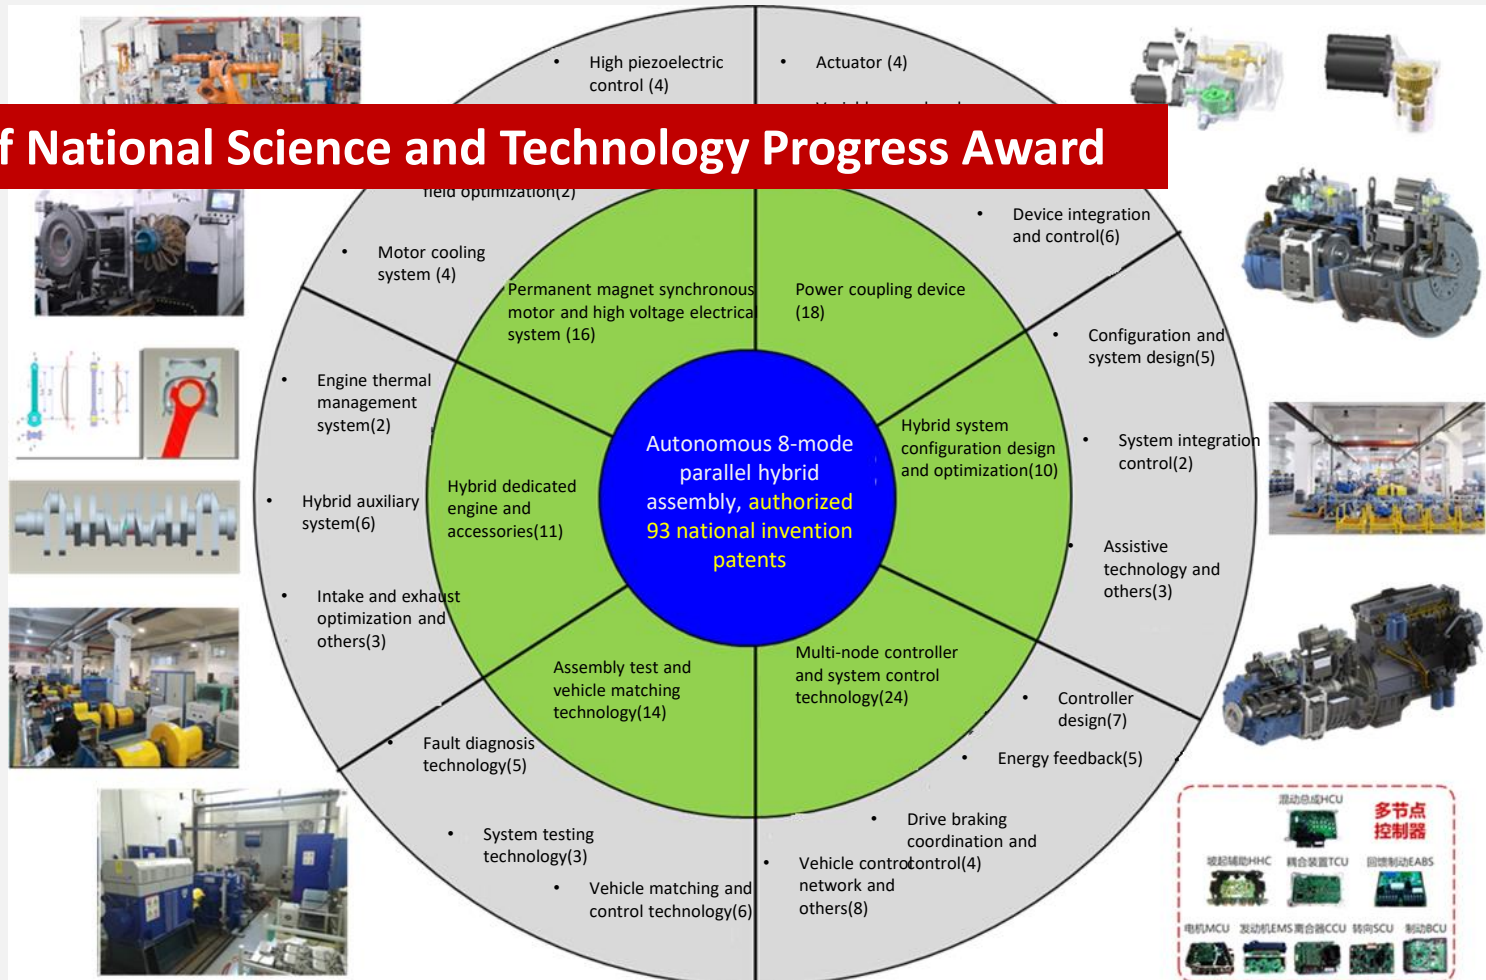 High piezoelectric
control (4)
Actuator (4)
f National Science and Technology Progress Award
field optimization(2)
Device integration
and control(6)
Motor cooling
system (4)
Permanent magnet synchronous
motor and high voltage electrical
system (16)
Power coupling device
(18)
Configuration and
system design(5)
Engine thermal
management
system(2)
Hybrid system
configuration design
and optimization(10)
System integration
control(2)
Autonomous 8-mode
parallel hybrid
assembly, authorized
93 national invention
patents
Hybrid dedicated
engine and
accessories(11)
Hybrid auxiliary
system(6)
Assistive
technology and
others(3)
Intake and exhaust
optimization and
others(3)
Assembly test and
vehicle matching
technology(14)
Multi-node controller
and system control
technology(24)
Controller
design(7)
Fault diagnosis
technology(5)
Energy feedback(5)
System testing
technology(3)
Drive braking
coordination and
control(4)
Vehicle matching and
control technology(6)
Vehicle control
network and
others(8)
混动总成HCU
多节点
控制器
坡起辅助HHC 耦合装置TCU 回馈制动EABS
电机MCU 发动机EMS 离合器CCU 转向SCU 制动BCU